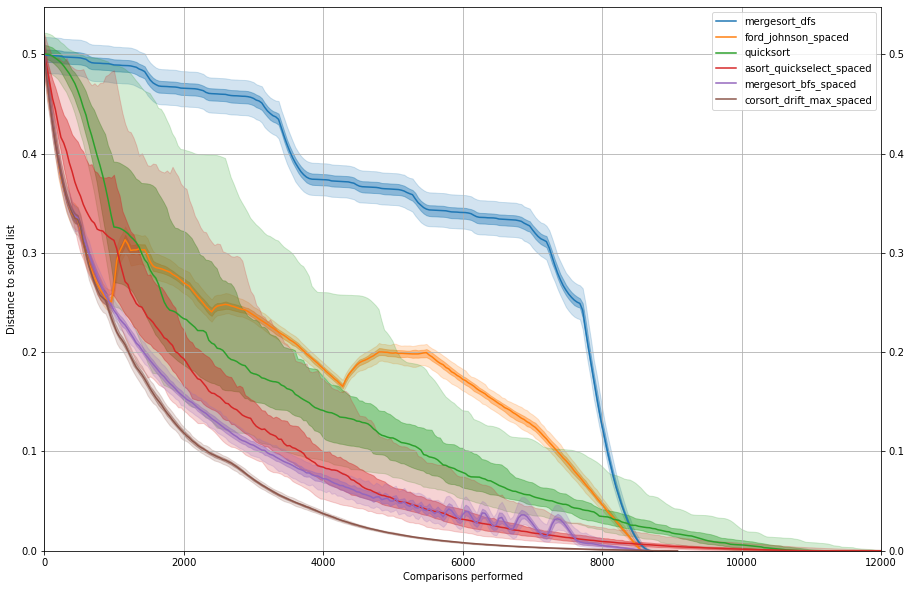 mergesort_dfs
ford_johnson_spaced
quicksort
asort_quickselect_spaced
mergesort_bfs_spaced
corsort_drift_max_spaced
0.5
0.4
0.3
0.2
0.1
0.0
Distance to sorted list
0.5
0.4
0.3
0.2
0.1
0.0
0 2000 4000 6000 8000 10000 12000
Comparisons performed